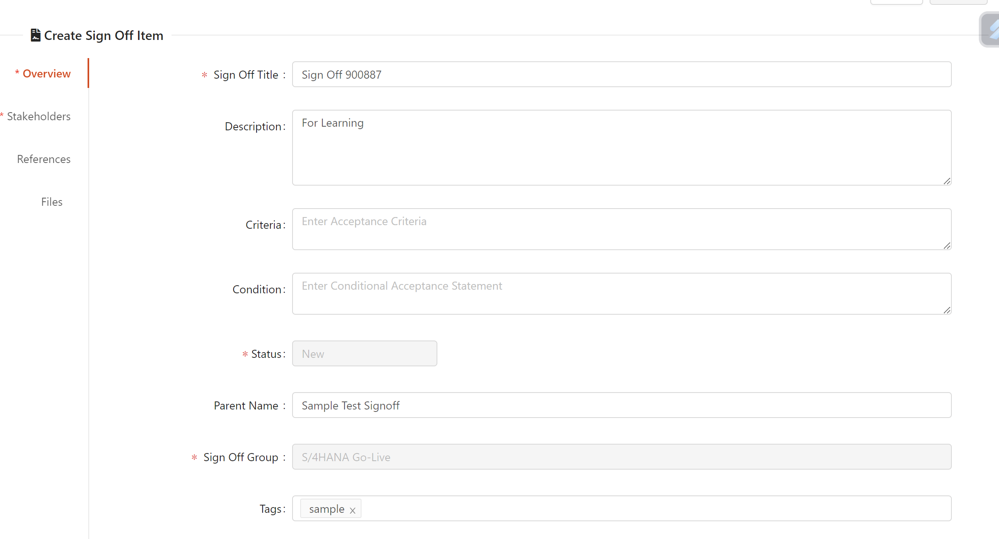 Create Sign Off Item
* Overview
* Stakeholders
References
Files
* Sign Off Title : Sign Off 900887
Description : For Learning
Criteria : Enter Acceptance Criteria
Condition : Enter Conditional Acceptance Statement
* Status : New
Parent Name : Sample Test Signoff
* Sign Off Group : S/4HANA Go-Live
Tags : sample x